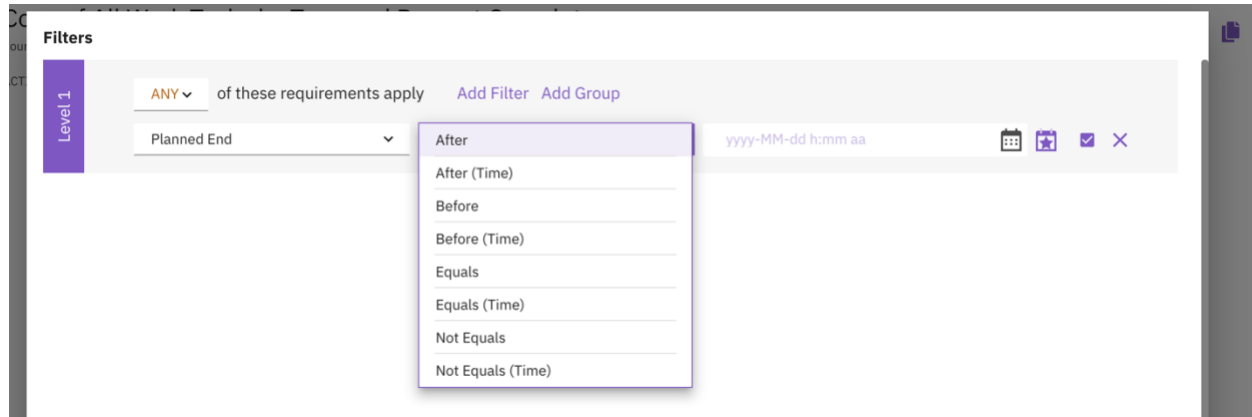 Filters
Level 1
ANY of these requirements apply Add Filter Add Group
Planned End
After
yyyy-MM-dd h:mm aa
After (Time)
Before
Before (Time)
Equals
Equals (Time)
Not Equals
Not Equals (Time)